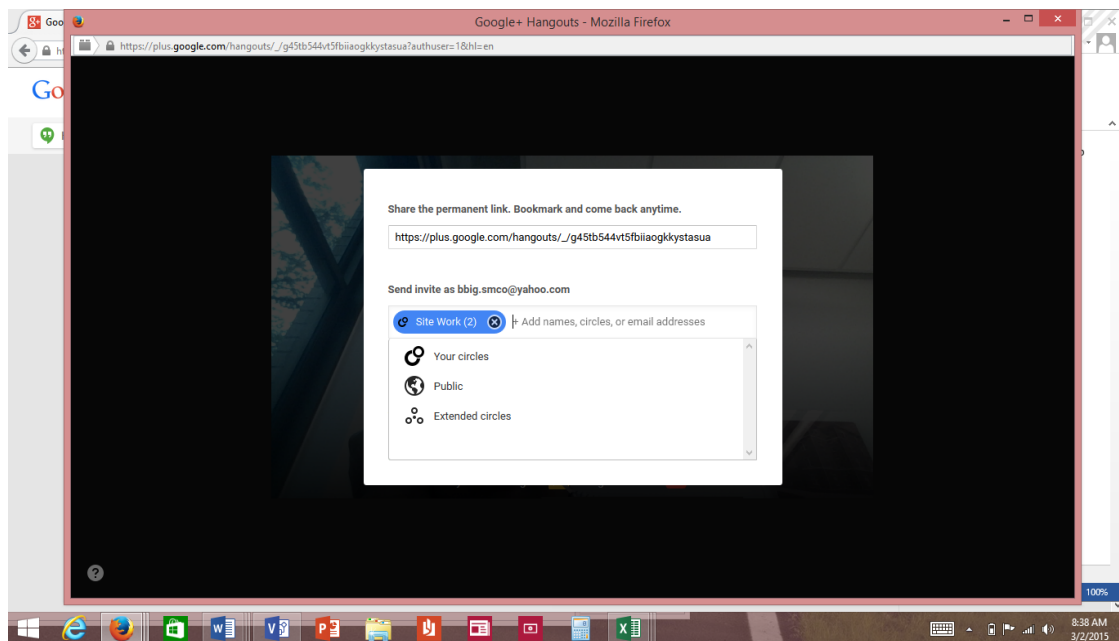 Goo
Google+ Hangouts - Mozilla Firefox
https://plus.google.com/hangouts/_/g45tb544vt5fbiiaogkkystasua?authuser=1&hl=en
Go
Share the permanent link. Bookmark and come back anytime.
https://plus.google.com/hangouts/_/g45tb544vt5fbiiaogkkystasua
Send invite as bbig.smco@yahoo.com
Site Work (2) + Add names, circles, or email addresses
Your circles
Public
Extended circles
100%
8:38 AM
3/2/2015